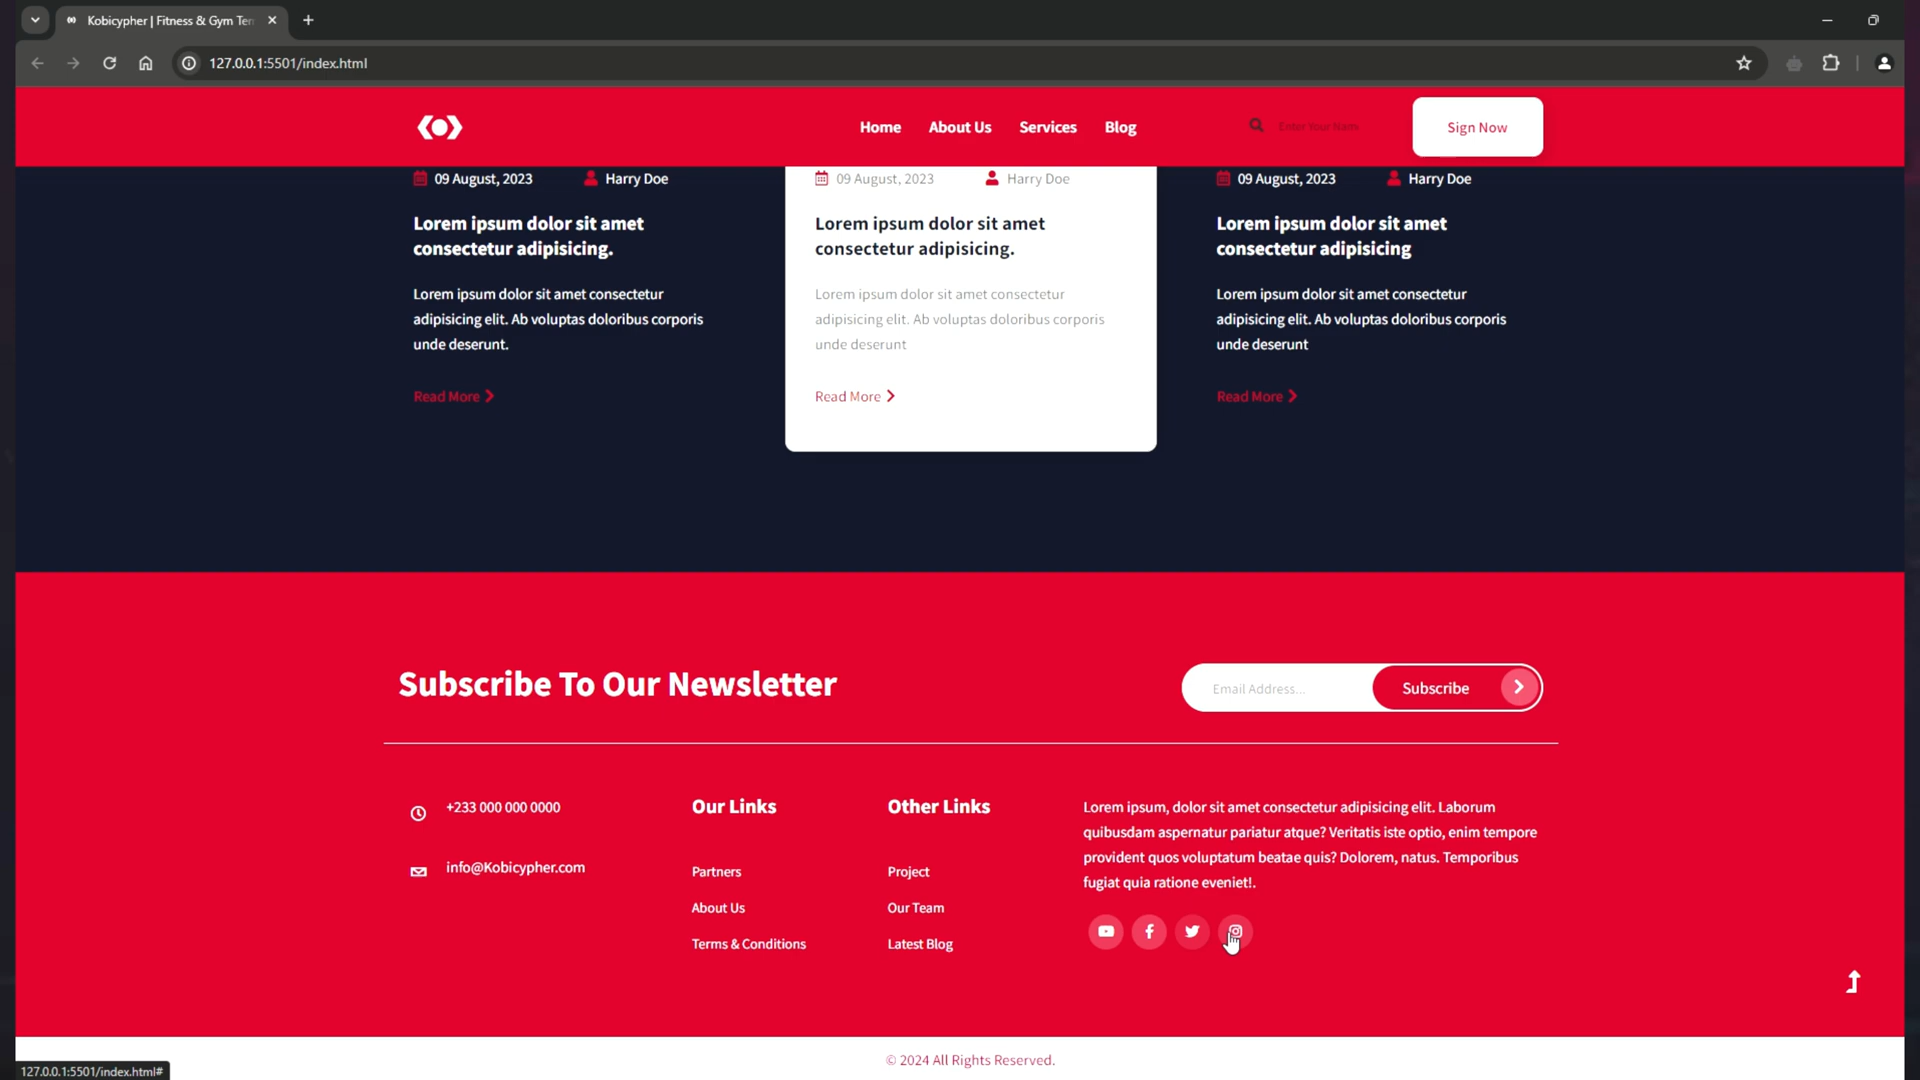 Kobicypher | Fitness & Gym Ten
127.0.0.1:5501/index.html
Home
About Us
Services
Blog
Enter Your Name
Sign Now
09 August, 2023
Harry Doe
Lorem ipsum dolor sit amet
consectetur adipisicing.
Lorem ipsum dolor sit amet consectetur
adipisicing elit. Ab voluptas doloribus corporis
unde deserunt.
Read More
09 August, 2023
Harry Doe
Lorem ipsum dolor sit amet
consectetur adipisicing.
Lorem ipsum dolor sit amet consectetur
adipisicing elit. Ab voluptas doloribus corporis
unde deserunt
Read More
09 August, 2023
Harry Doe
Lorem ipsum dolor sit amet
consectetur adipisicing
Lorem ipsum dolor sit amet consectetur
adipisicing elit. Ab voluptas doloribus corporis
unde deserunt
Read More
Subscribe To Our Newsletter
Email Address...
Subscribe
+233 000 000 0000
info@Kobicypher.com
Our Links
Partners
About Us
Terms & Conditions
Other Links
Project
Our Team
Latest Blog
Lorem ipsum, dolor sit amet consectetur adipisicing elit. Laborum
quibusdam aspernatur pariatur atque? Veritatis iste optio, enim tempore
provident quos voluptatum beatae quis? Dolorem, natus. Temporibus
fugiat quia ratione eveniet!.
© 2024 All Rights Reserved.
127.0.0.1:5501/index.html#